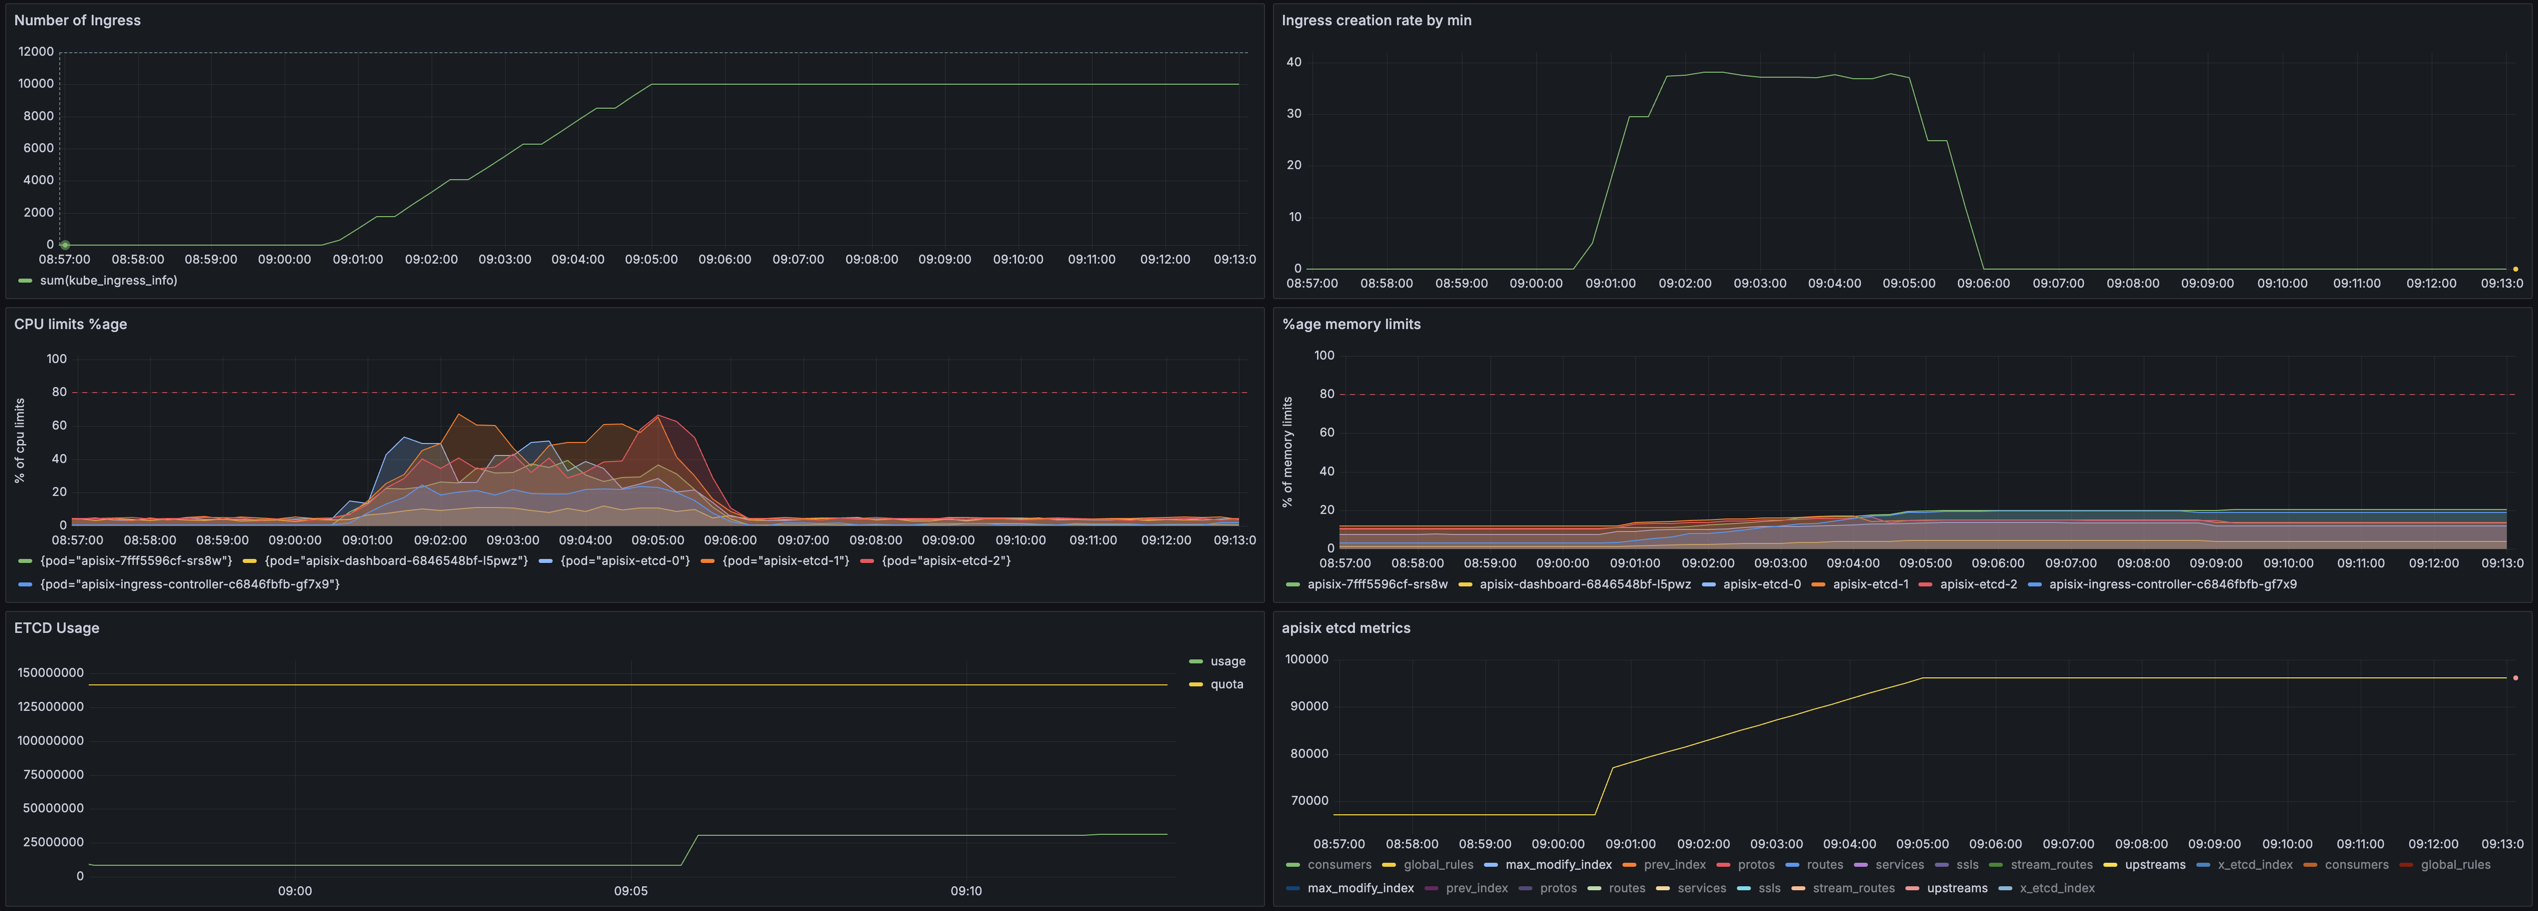 Number of Ingress
12000
10000
8000
6000
4000
2000
0
08:57:00 08:58:00 08:59:00 09:00:00 09:01:00 09:02:00 09:03:00 09:04:00 09:05:00 09:06:00 09:07:00 09:08:00 09:09:00 09:10:00 09:11:00 09:12:00 09:13:0
sum(kube_ingress_info)
Ingress creation rate by min
40
30
20
10
0
08:57:00 08:58:00 08:59:00 09:00:00 09:01:00 09:02:00 09:03:00 09:04:00 09:05:00 09:06:00 09:07:00 09:08:00 09:09:00 09:10:00 09:11:00 09:12:00 09:13:0
CPU limits %age
% of cpu limits
100
80
60
40
20
0
08:57:00 08:58:00 08:59:00 09:00:00 09:01:00 09:02:00 09:03:00 09:04:00 09:05:00 09:06:00 09:07:00 09:08:00 09:09:00 09:10:00 09:11:00 09:12:00 09:13:0
{pod="apisix-7fff5596cf-srs8w"} {pod="apisix-dashboard-6846548bf-l5pwz"} {pod="apisix-etcd-0"} {pod="apisix-etcd-1"} {pod="apisix-etcd-2"}
{pod="apisix-ingress-controller-c6846fbfb-gf7x9"}
%age memory limits
% of memory limits
100
80
60
40
20
0
08:57:00 08:58:00 08:59:00 09:00:00 09:01:00 09:02:00 09:03:00 09:04:00 09:05:00 09:06:00 09:07:00 09:08:00 09:09:00 09:10:00 09:11:00 09:12:00 09:13:0
apisix-7fff5596cf-srs8w apisix-dashboard-6846548bf-l5pwz apisix-etcd-0 apisix-etcd-1 apisix-etcd-2 apisix-ingress-controller-c6846fbfb-gf7x9
ETCD Usage
150000000
125000000
100000000
75000000
50000000
25000000
0
09:00 09:05 09:10
usage
quota
apisix etcd metrics
100000
90000
80000
70000
08:57:00 08:58:00 08:59:00 09:00:00 09:01:00 09:02:00 09:03:00 09:04:00 09:05:00 09:06:00 09:07:00 09:08:00 09:09:00 09:10:00 09:11:00 09:12:00 09:13:0
consumers global_rules max_modify_index prev_index protos routes services ssls stream_routes upstreams x_etcd_index consumers global_rules
max_modify_index prev_index protos routes services ssls stream_routes upstreams x_etcd_index